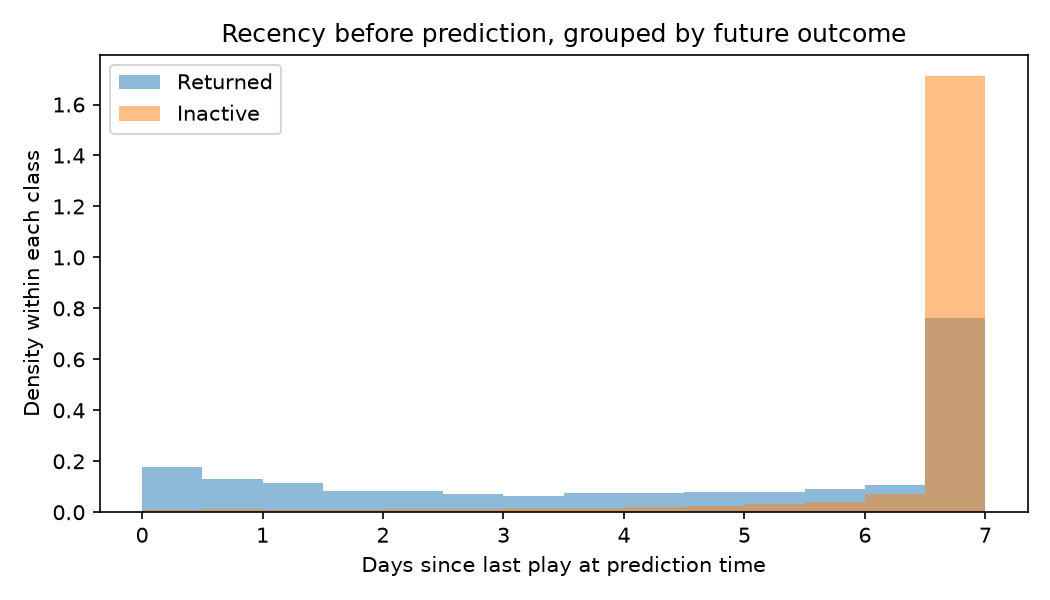 Recency before prediction, grouped by future outcome
Returned
Inactive
Density within each class
1.6
1.4
1.2
1.0
0.8
0.6
0.4
0.2
0.0
0 1 2 3 4 5 6 7
Days since last play at prediction time